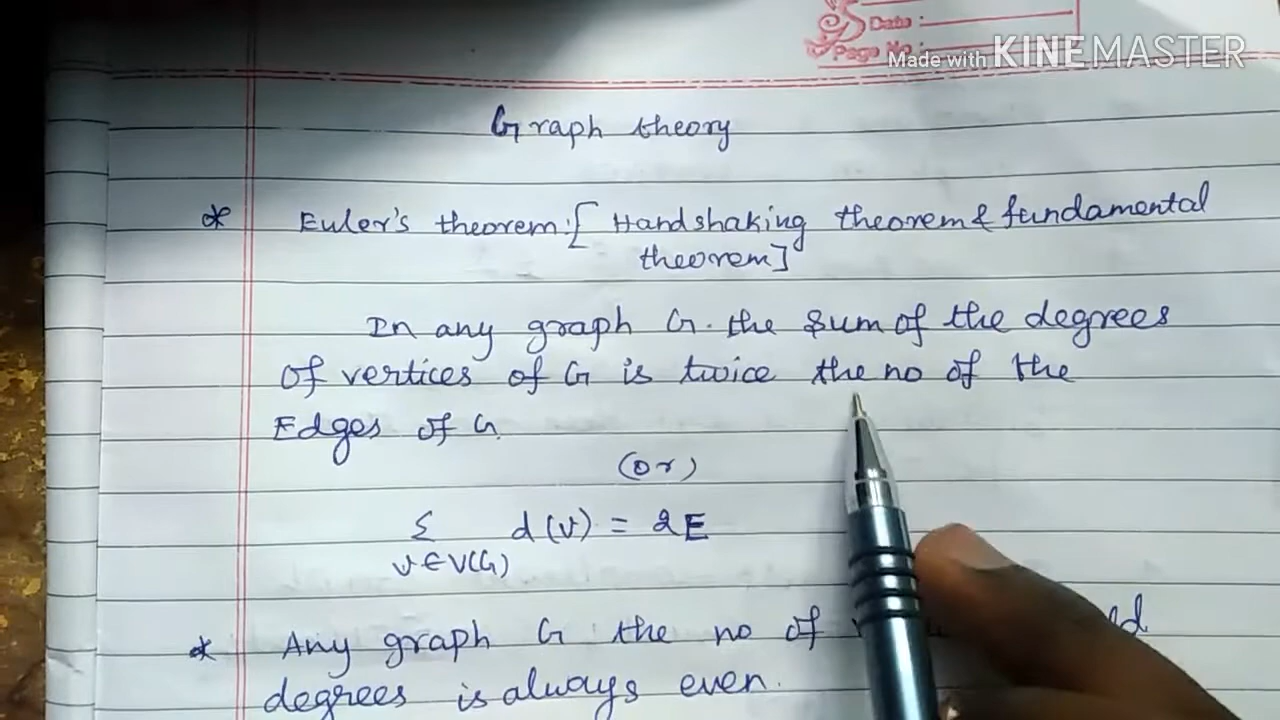 Date :
Page No :
Made with KINEMASTER
Graph theory
* Euler's theorem:[ Handshaking theorem & fundamental
theorem]
In any graph G. the sum of the degrees
of vertices of G is twice the no of the
Edges of G.
(or)
Σ d(v) = 2E
v∈V(G)
* Any graph G the no of
degrees is always even.